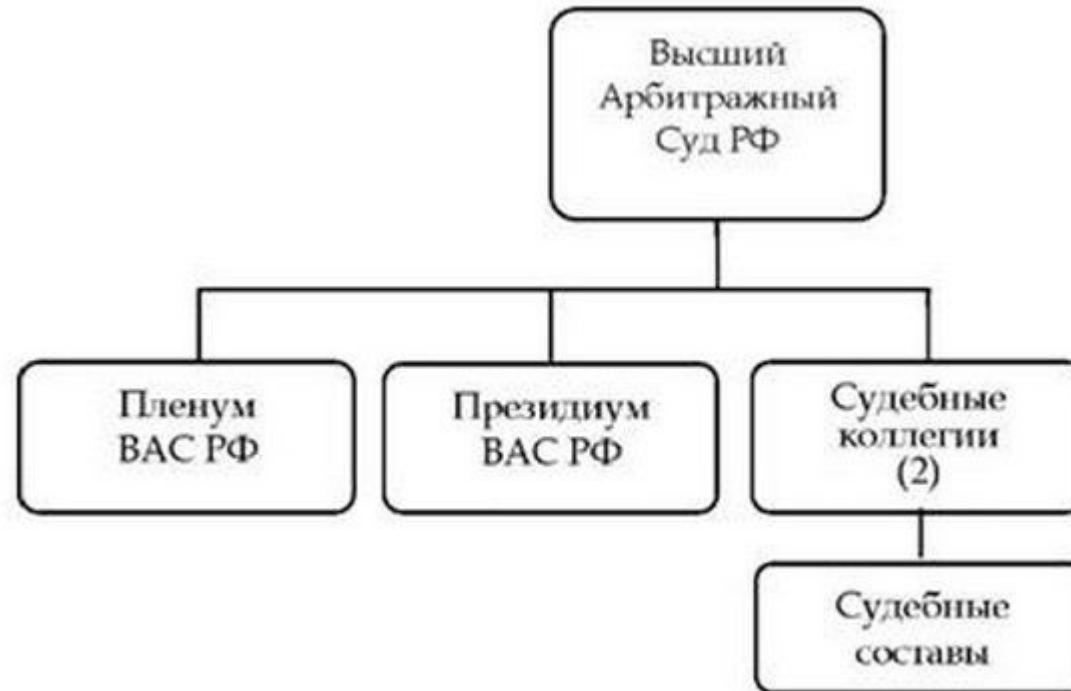 Высший
Арбитражный
Суд РФ
Пленум
ВАС РФ
Президиум
ВАС РФ
Судебные
коллегии
(2)
Судебные
составы